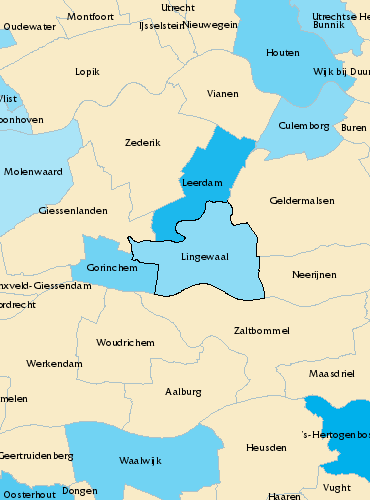 Utrecht
Montfoort
Utrechtse He
Oudewater
IJsselstein
Nieuwegein
Bunnik
Houten
Lopik
Wijk bij Duur
Vianen
Vlist
oonhoven
Culemborg
Buren
Zederik
Molenwaard
Leerdam
Geldermalsen
Giessenlanden
Lingewaal
Gorinchem
Neerijnen
nxveld-Giessendam
ordrecht
Zaltbommel
Woudrichem
Werkendam
Maasdriel
Aalburg
melen
's-Hertogenbos
Heusden
Geertruidenberg
Waalwijk
Vught
Dongen
Oosterhout
Haaren